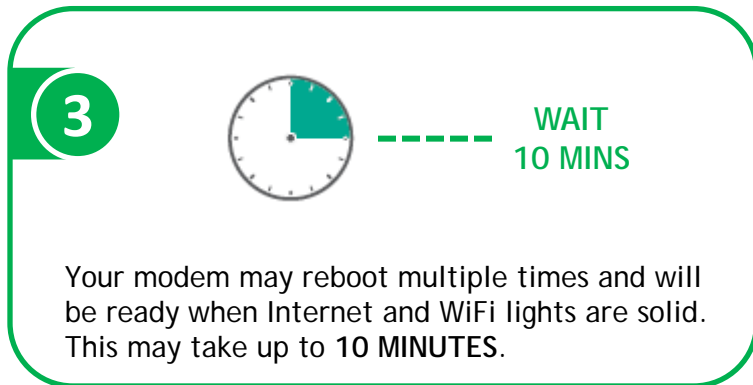 3
WAIT
10 MINS
Your modem may reboot multiple times and will
be ready when Internet and WiFi lights are solid.
This may take up to 10 MINUTES.